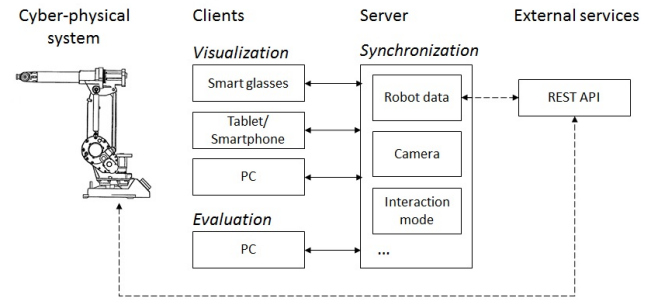 Cyber-physical
system
Clients
Server
External services
Visualization
Synchronization
Smart glasses
Robot data
REST API
Tablet/
Smartphone
Camera
PC
Interaction
mode
Evaluation
PC
...